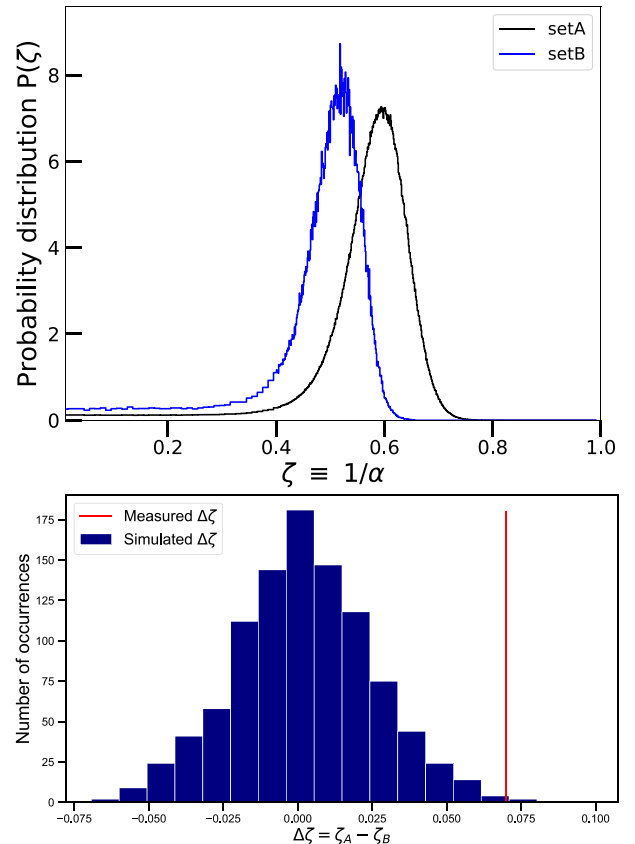 Probability distribution P(ζ)
8
6
4
2
0
setA
setB
0.2 0.4 0.6 0.8 1.0
ζ ≡ 1/α
Number of occurrences
175
150
125
100
75
50
25
0
Measured Δζ
Simulated Δζ
−0.075 −0.050 −0.025 0.000 0.025 0.050 0.075 0.100
Δζ = ζA − ζB